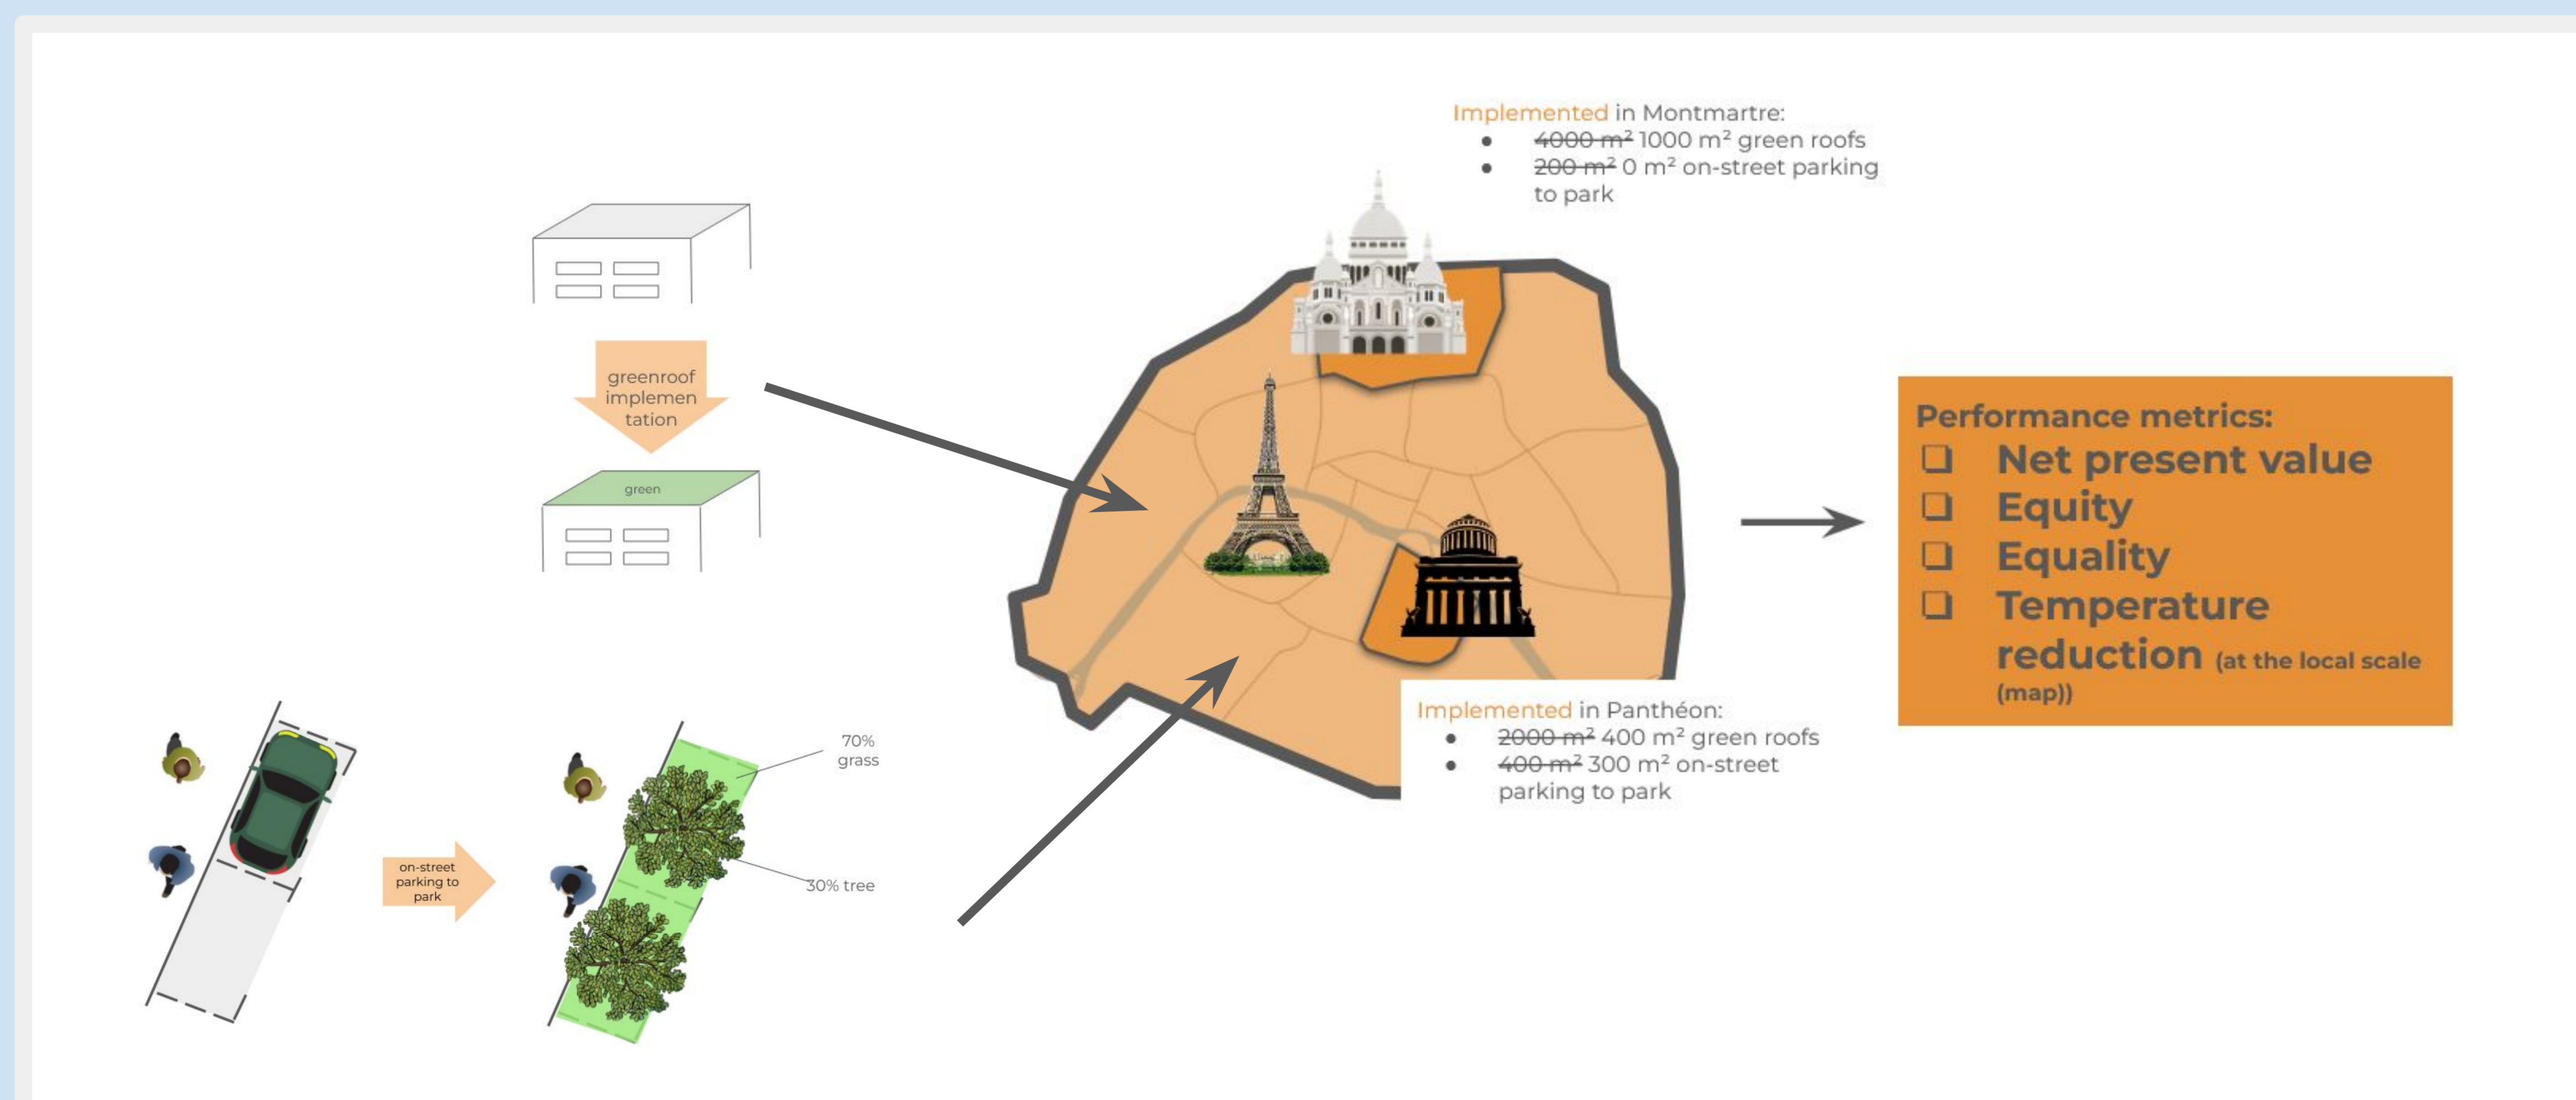 Implemented in Montmartre:
● 4000 m² 1000 m² green roofs
● 200 m² 0 m² on-street parking
to park
greenroof
implemen
tation
green
Performance metrics:
❏ Net present value
❏ Equity
❏ Equality
❏ Temperature
reduction (at the local scale
(map))
Implemented in Panthéon:
● 2000 m² 400 m² green roofs
● 400 m² 300 m² on-street
parking to park
70%
grass
on-street
parking to
park
30% tree